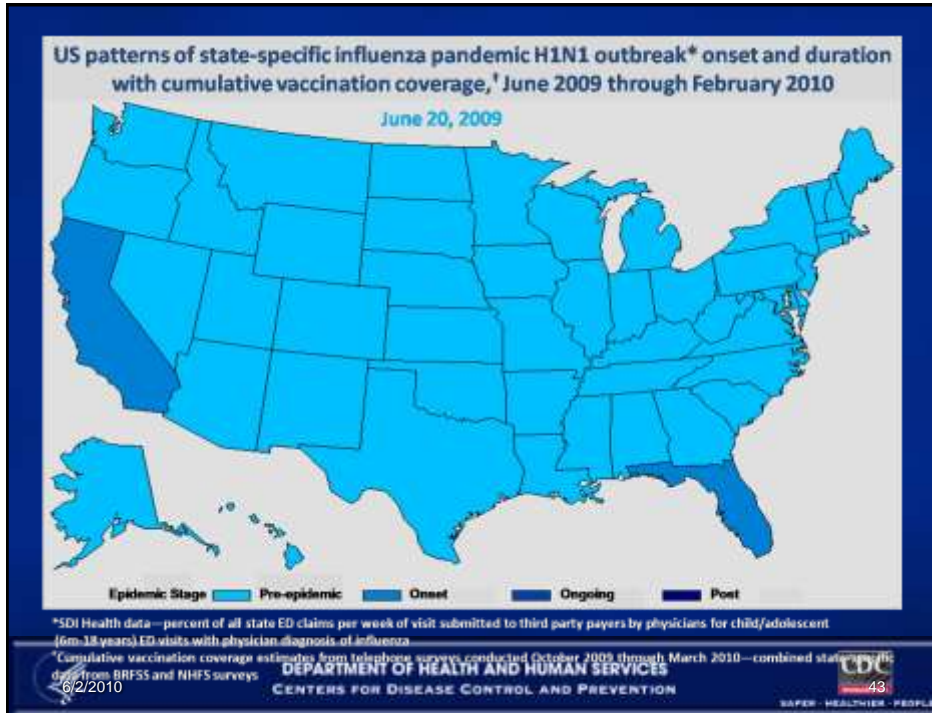 US patterns of state-specific influenza pandemic H1N1 outbreak* onset and duration
with cumulative vaccination coverage,† June 2009 through February 2010
June 20, 2009
Epidemic Stage Pre-epidemic Onset Ongoing Post
*SDI Health data—percent of all state ED claims per week of visit submitted to third party payers by physicians for child/adolescent
(6m-18 years) ED visits with physician diagnosis of influenza
†Cumulative vaccination coverage estimates from telephone surveys conducted October 2009 through March 2010—combined state-specific
data from BRFSS and NHFS surveys
DEPARTMENT OF HEALTH AND HUMAN SERVICES
CENTERS FOR DISEASE CONTROL AND PREVENTION
6/2/2010
CDC
43
SAFER · HEALTHIER · PEOPLE